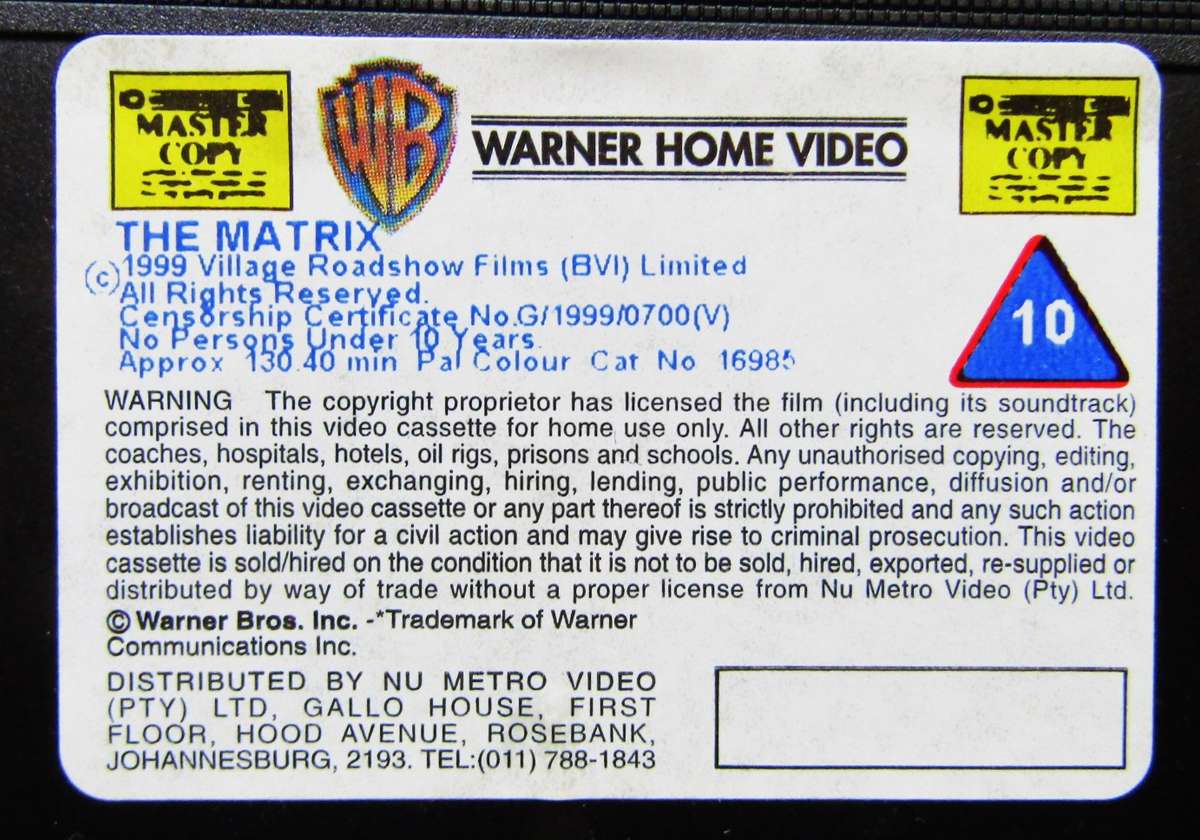 MASTER
COPY
WB
WARNER HOME VIDEO
MASTER
COPY
THE MATRIX
© 1999 Village Roadshow Films (BVI) Limited
All Rights Reserved.
Censorship Certificate No.G/1999/0700(V)
No Persons Under 10 Years.
Approx 130.40 min Pal Colour Cat No 16985
10
WARNING The copyright proprietor has licensed the film (including its soundtrack)
comprised in this video cassette for home use only. All other rights are reserved. The
coaches, hospitals, hotels, oil rigs, prisons and schools. Any unauthorised copying, editing,
exhibition, renting, exchanging, hiring, lending, public performance, diffusion and/or
broadcast of this video cassette or any part thereof is strictly prohibited and any such action
establishes liability for a civil action and may give rise to criminal prosecution. This video
cassette is sold/hired on the condition that it is not to be sold, hired, exported, re-supplied or
distributed by way of trade without a proper license from Nu Metro Video (Pty) Ltd.
© Warner Bros. Inc. -*Trademark of Warner
Communications Inc.
DISTRIBUTED BY NU METRO VIDEO
(PTY) LTD, GALLO HOUSE, FIRST
FLOOR, HOOD AVENUE, ROSEBANK,
JOHANNESBURG, 2193. TEL:(011) 788-1843